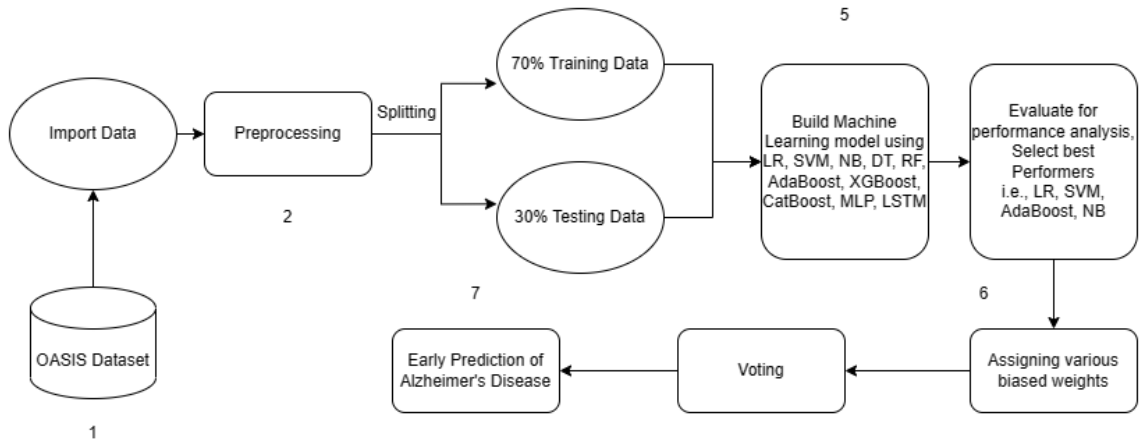 5
70% Training Data
Import Data
Preprocessing
Splitting
Build Machine
Learning model using
LR, SVM, NB, DT, RF,
AdaBoost, XGBoost,
CatBoost, MLP, LSTM
Evaluate for
performance analysis,
Select best
Performers
i.e., LR, SVM,
AdaBoost, NB
2
30% Testing Data
7
6
OASIS Dataset
Early Prediction of
Alzheimer's Disease
Voting
Assigning various
biased weights
1